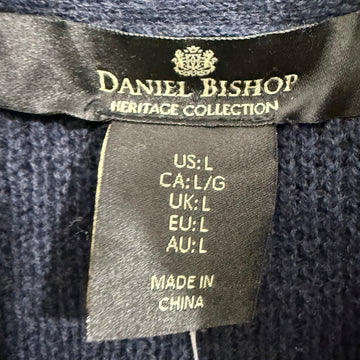 DANIEL BISHOP
HERITAGE COLLECTION
US: L
CA: L/G
UK: L
EU: L
AU: L
MADE IN
CHINA